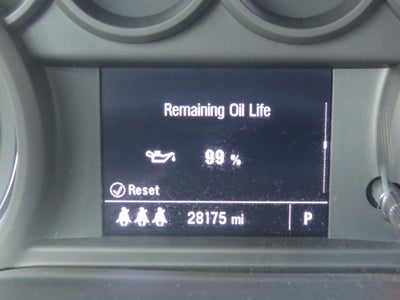 Remaining Oil Life
99 %
Reset
28175 mi P